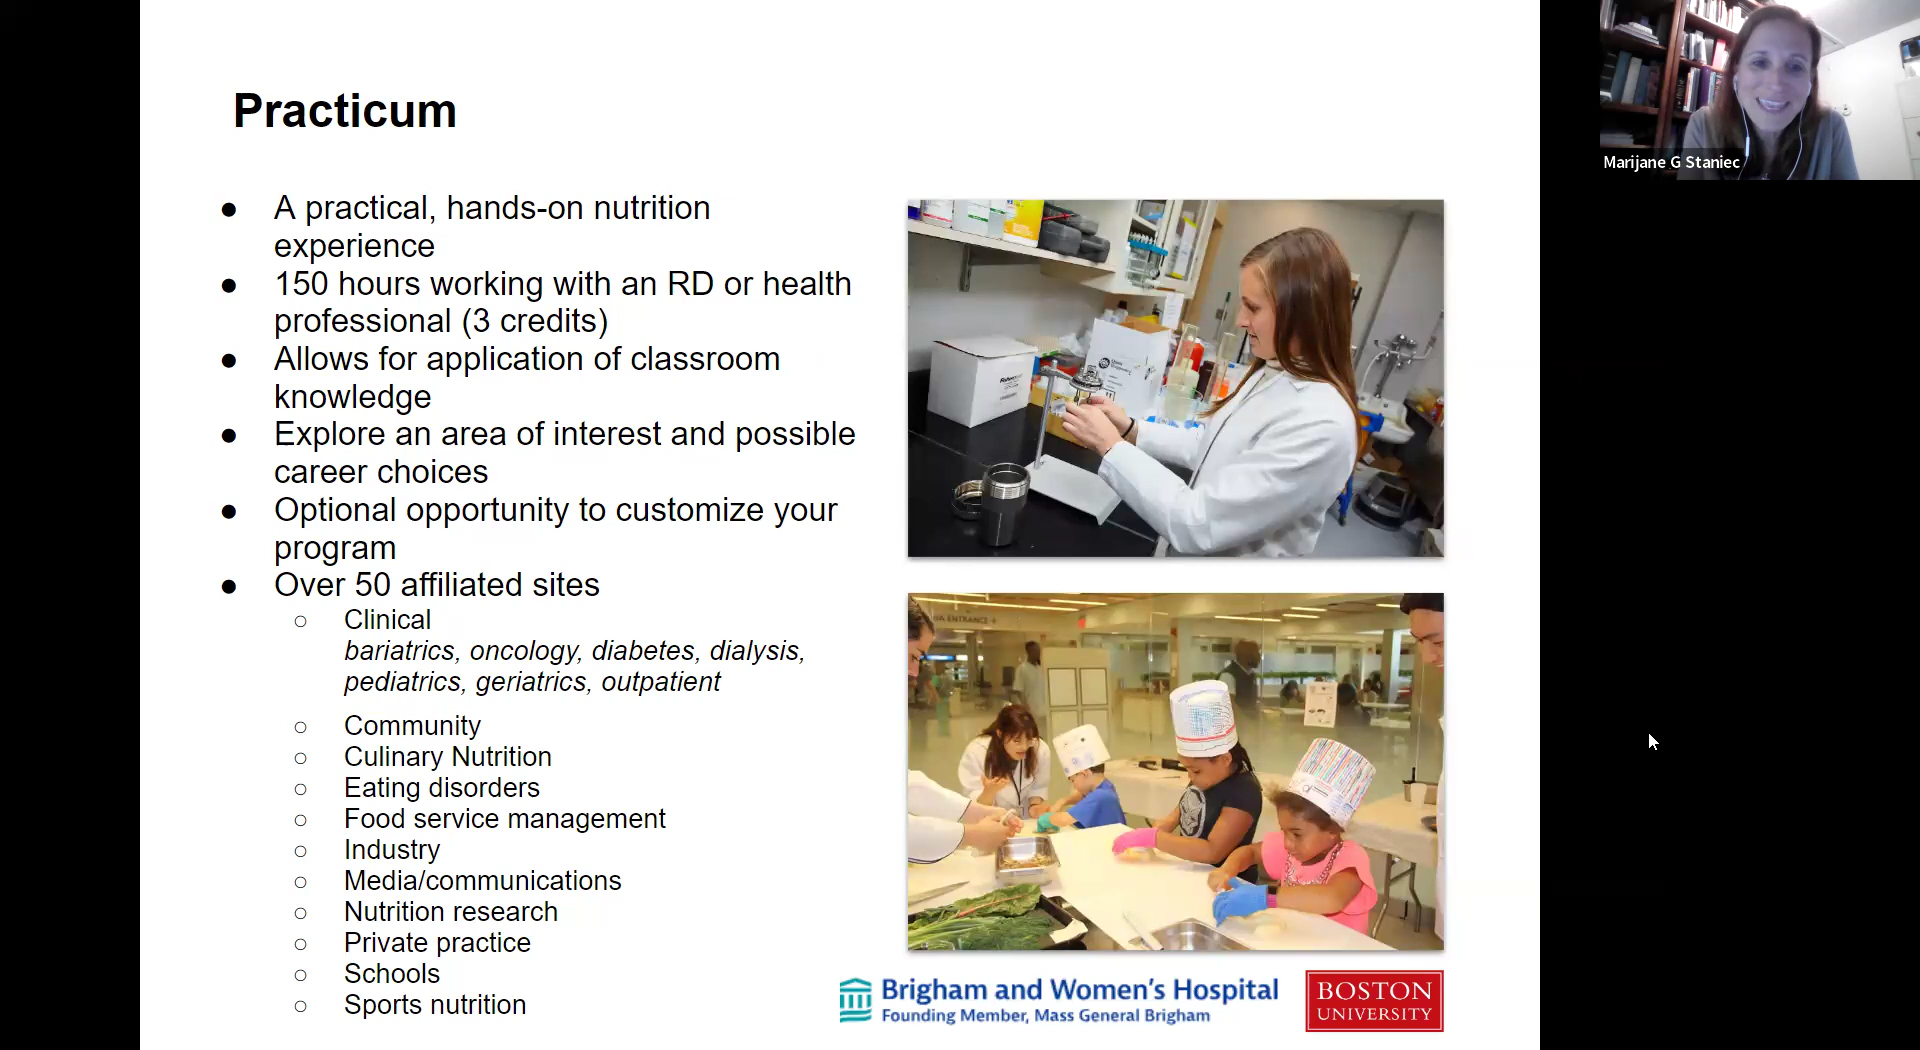 Practicum
Marijane G Staniec
● A practical, hands-on nutrition
experience
● 150 hours working with an RD or health
professional (3 credits)
● Allows for application of classroom
knowledge
● Explore an area of interest and possible
career choices
● Optional opportunity to customize your
program
● Over 50 affiliated sites
○ Clinical
bariatrics, oncology, diabetes, dialysis,
pediatrics, geriatrics, outpatient
○ Community
○ Culinary Nutrition
○ Eating disorders
○ Food service management
○ Industry
○ Media/communications
○ Nutrition research
○ Private practice
○ Schools
○ Sports nutrition
ENTRANCE
Brigham and Women's Hospital
Founding Member, Mass General Brigham
BOSTON
UNIVERSITY